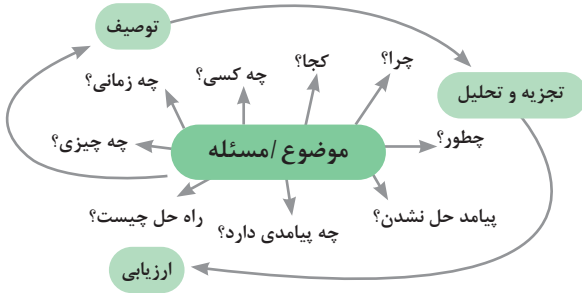 توصیف
چرا؟
کجا؟
چه کسی؟
چه زمانی؟
تجزیه و تحلیل
چطور؟
موضوع /مسئله
چه چیزی؟
پیامد حل نشدن؟
چه پیامدی دارد؟
راه حل چیست؟
ارزیابی